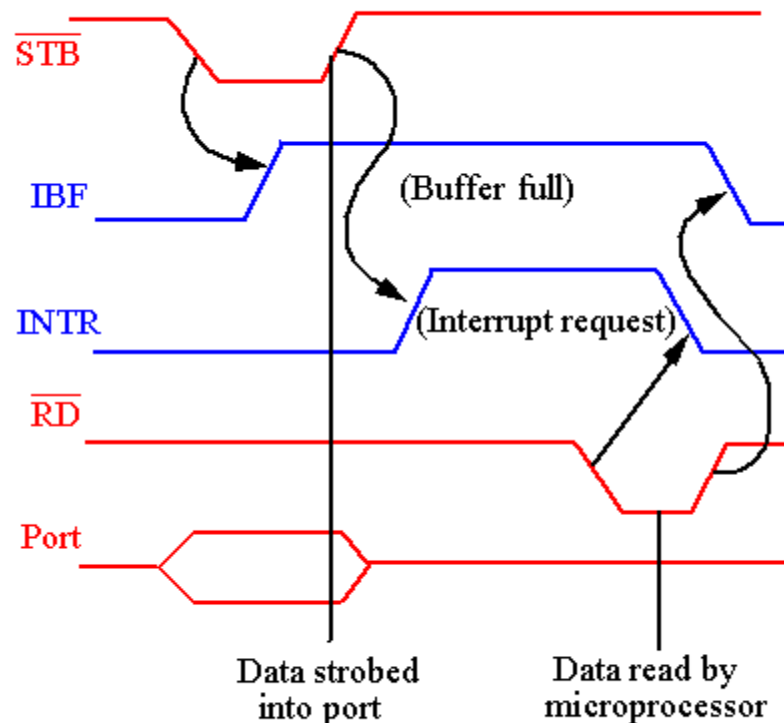 STB
IBF
(Buffer full)
INTR
(Interrupt request)
RD
Port
Data strobed
into port
Data read by
microprocessor